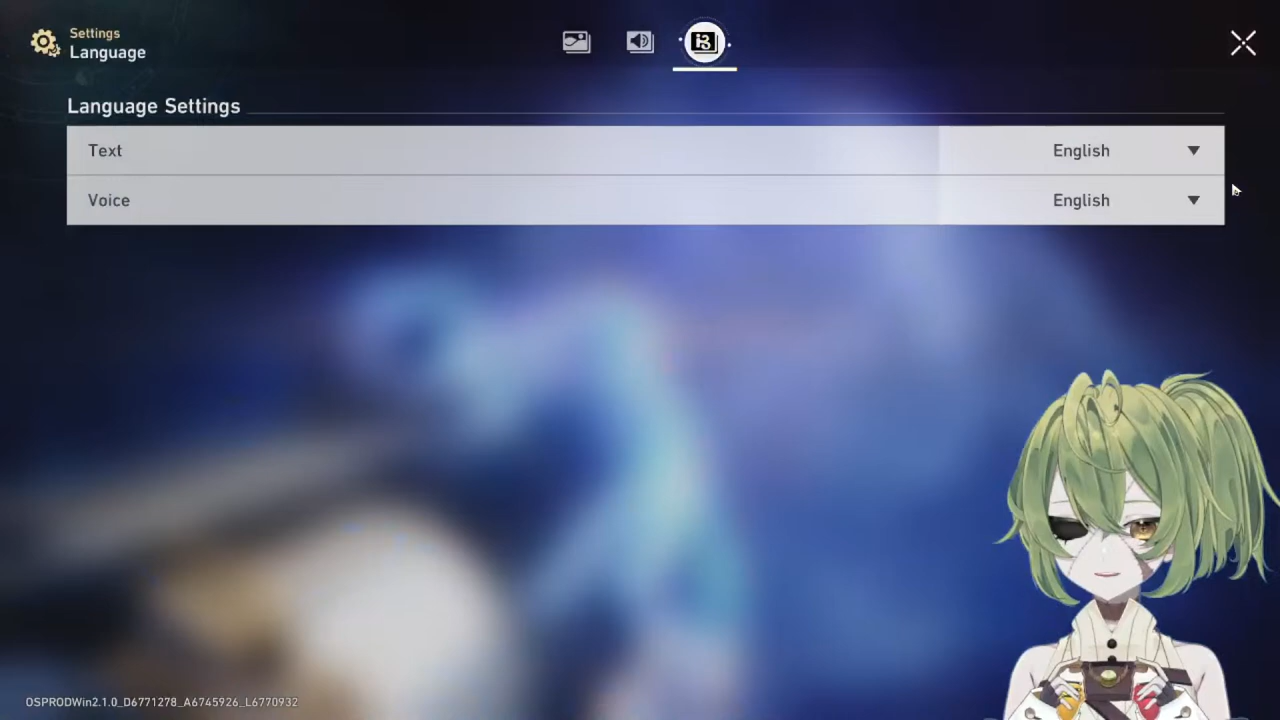 Settings
Language
Language Settings
Text English
Voice English
OSPRODWin2.1.0_D6771278_A6745926_L6770932